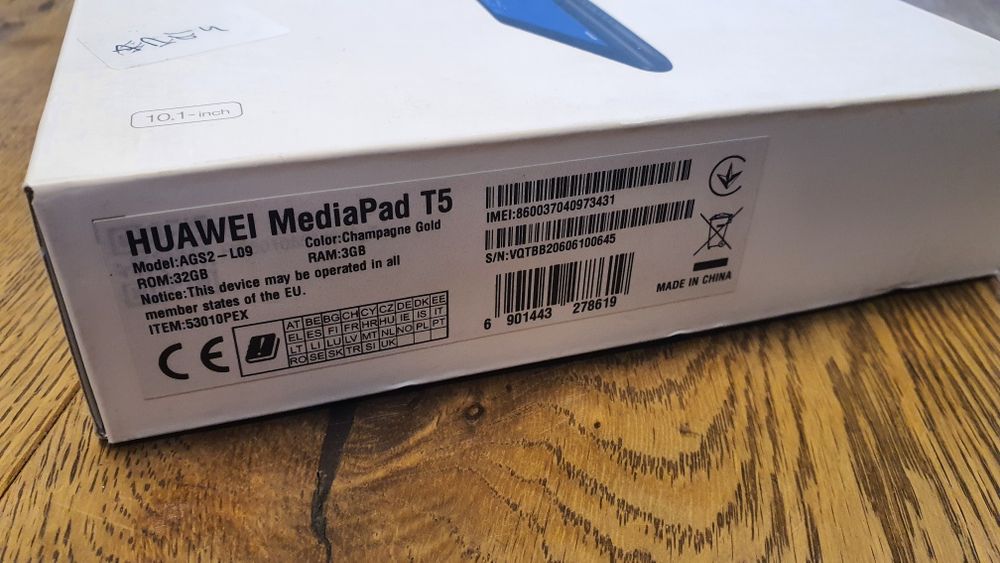 10.1-inch
HUAWEI MediaPad T5
Model:AGS2-L09
Color:Champagne Gold
ROM:32GB
RAM:3GB
Notice:This device may be operated in all
member states of the EU.
ITEM:53010PEX
CE
AT BE BG CH CY CZ DE DK EE
EL ES FI FR HR HU IE IS IT
LT LI LU LV MT NL NO PL PT
RO SE SK TR SI UK
IMEI:860037040973431
S/N:VQTBB20606100645
6 901443 278619
MADE IN CHINA